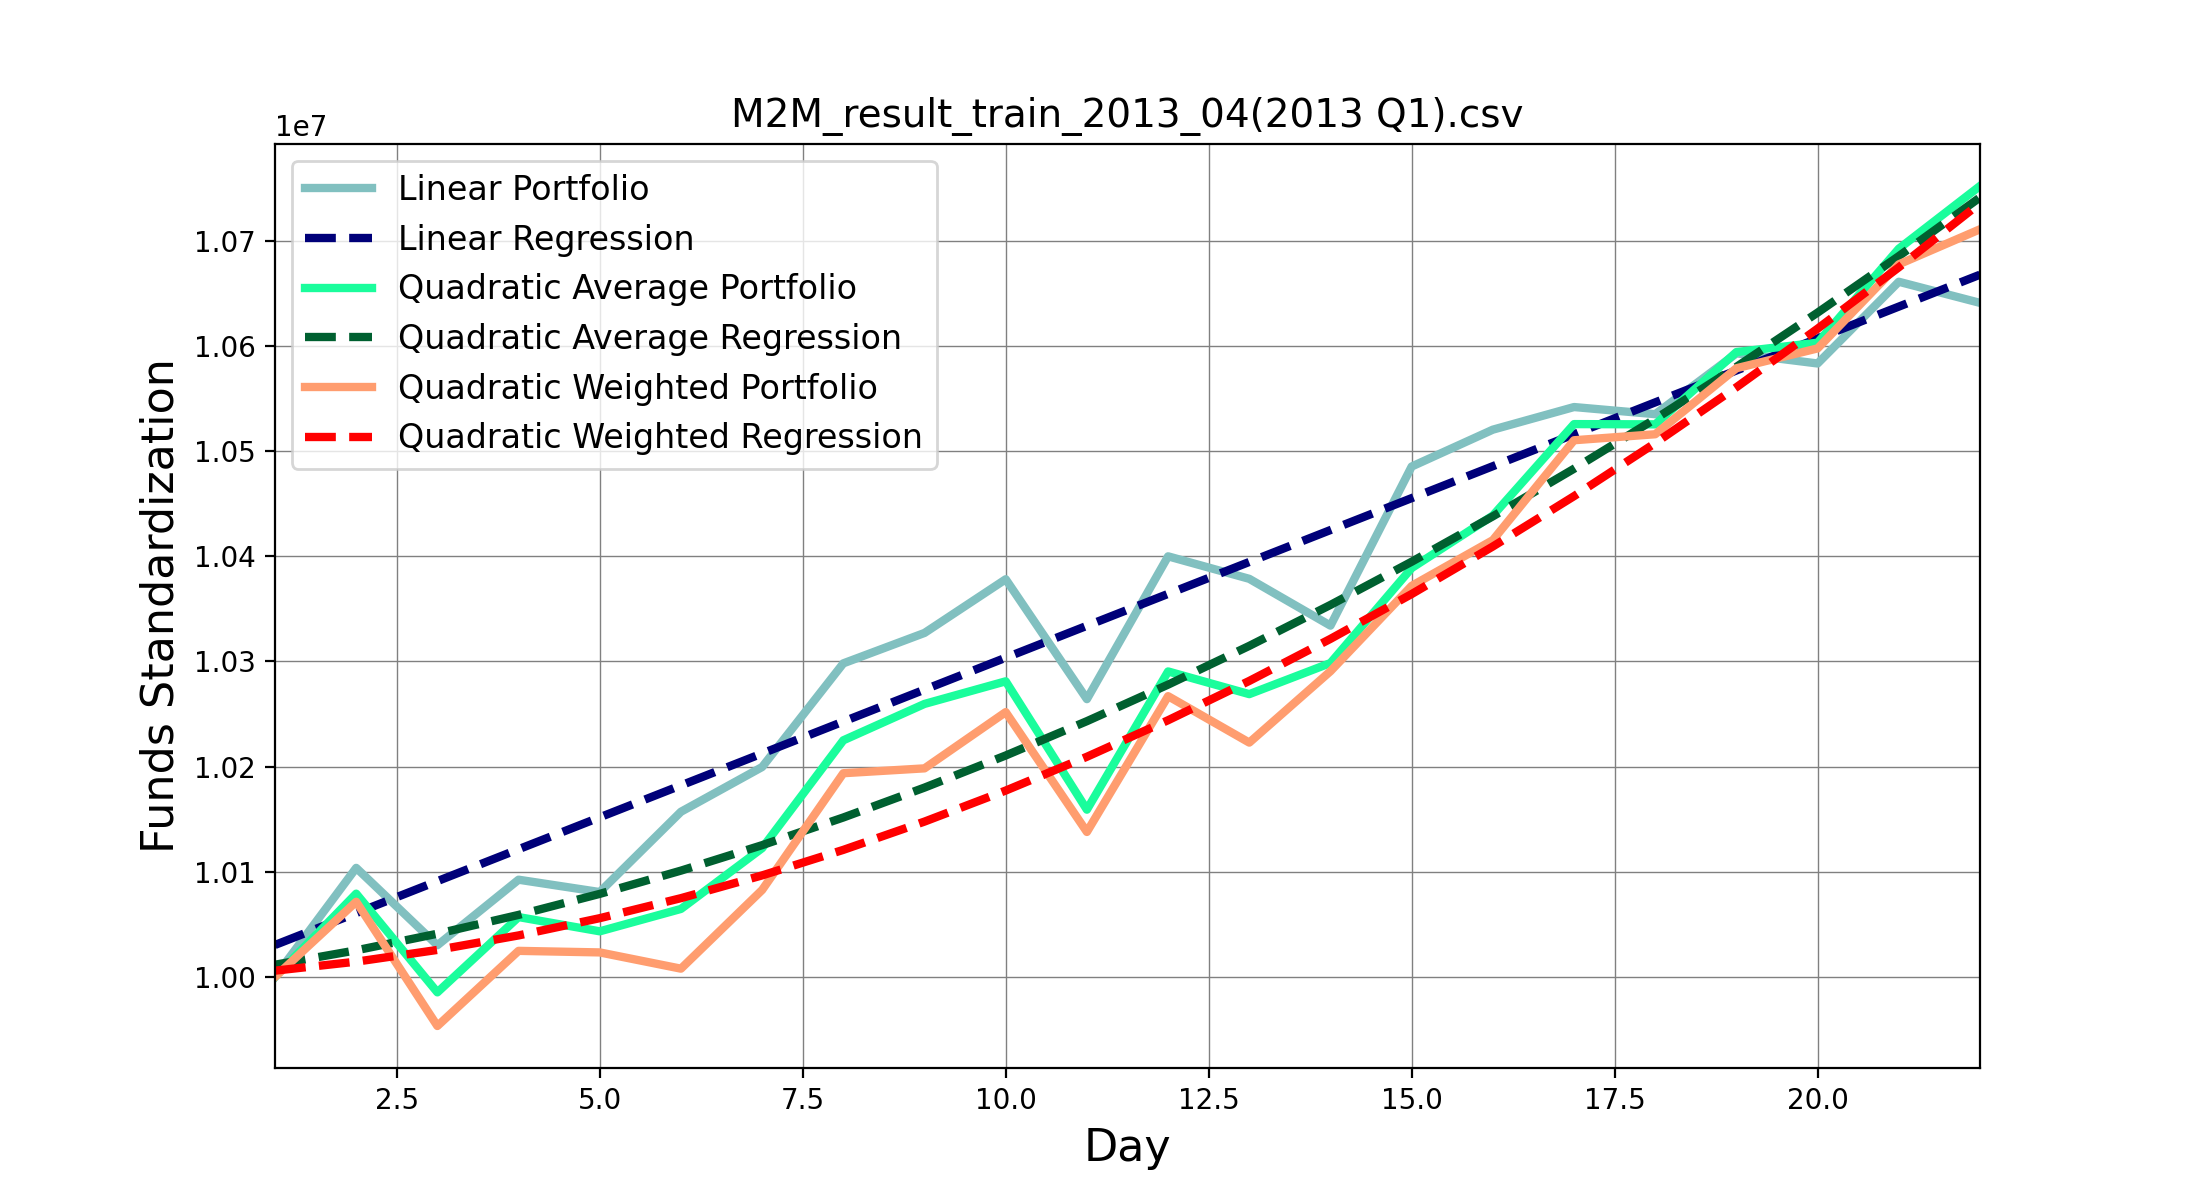 M2M_result_train_2013_04(2013 Q1).csv
1e7
Linear Portfolio
Linear Regression
Quadratic Average Portfolio
Quadratic Average Regression
Quadratic Weighted Portfolio
Quadratic Weighted Regression
Funds Standardization
1.07
1.06
1.05
1.04
1.03
1.02
1.01
1.00
2.5 5.0 7.5 10.0 12.5 15.0 17.5 20.0
Day